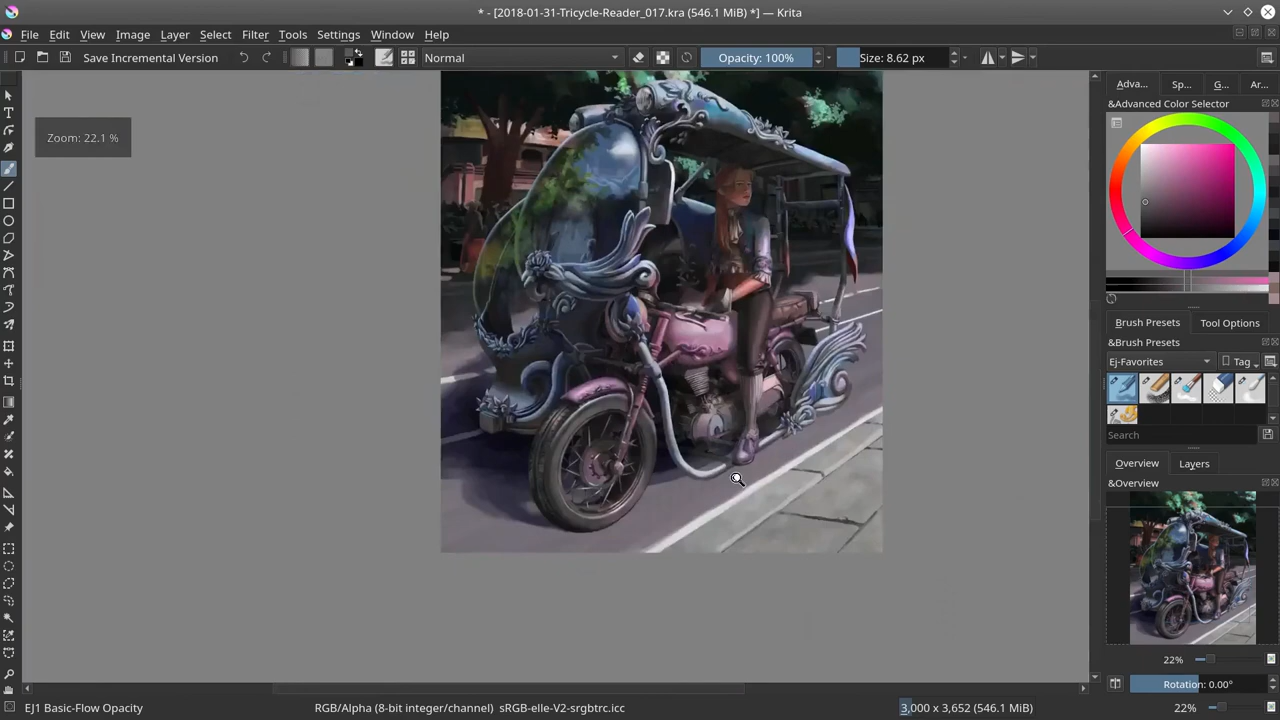 * - [2018-01-31-Tricycle-Reader_017.kra (546.1 MiB) *] — Krita
File Edit View Image Layer Select Filter Tools Settings Window Help
Save Incremental Version Normal Opacity: 100% Size: 8.62 px
Adva... Sp... G... Ar...
&Advanced Color Selector
Zoom: 22.1 %
Brush Presets Tool Options
&Brush Presets
Ej-Favorites Tag
Search
Overview Layers
&Overview
22%
Rotation: 0.00°
EJ1 Basic-Flow Opacity RGB/Alpha (8-bit integer/channel) sRGB-elle-V2-srgbtrc.icc 3,000 x 3,652 (546.1 MiB) 22%